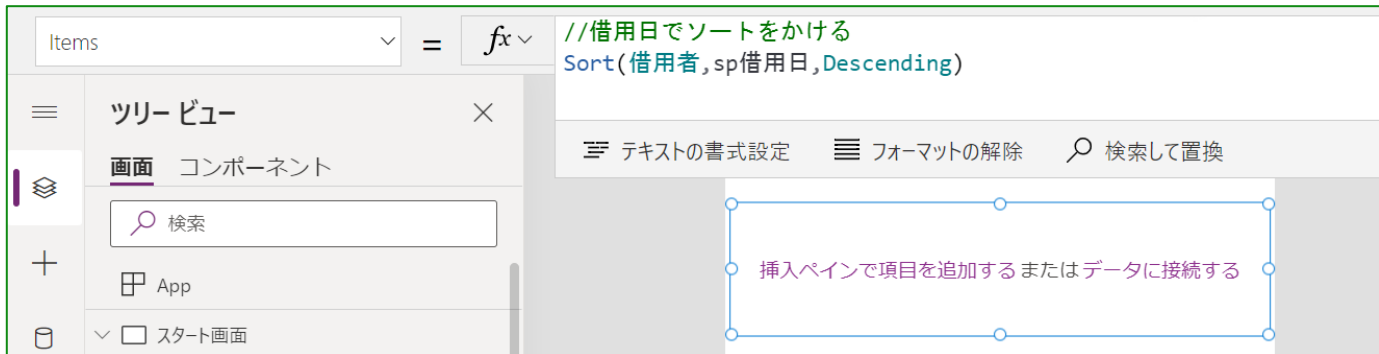 Items
=
fx
//借用日でソートをかける
Sort(借用者,sp借用日,Descending)
ツリー ビュー
テキストの書式設定 フォーマットの解除 検索して置換
画面 コンポーネント
検索
挿入ペインで項目を追加する または データに接続する
App
スタート画面